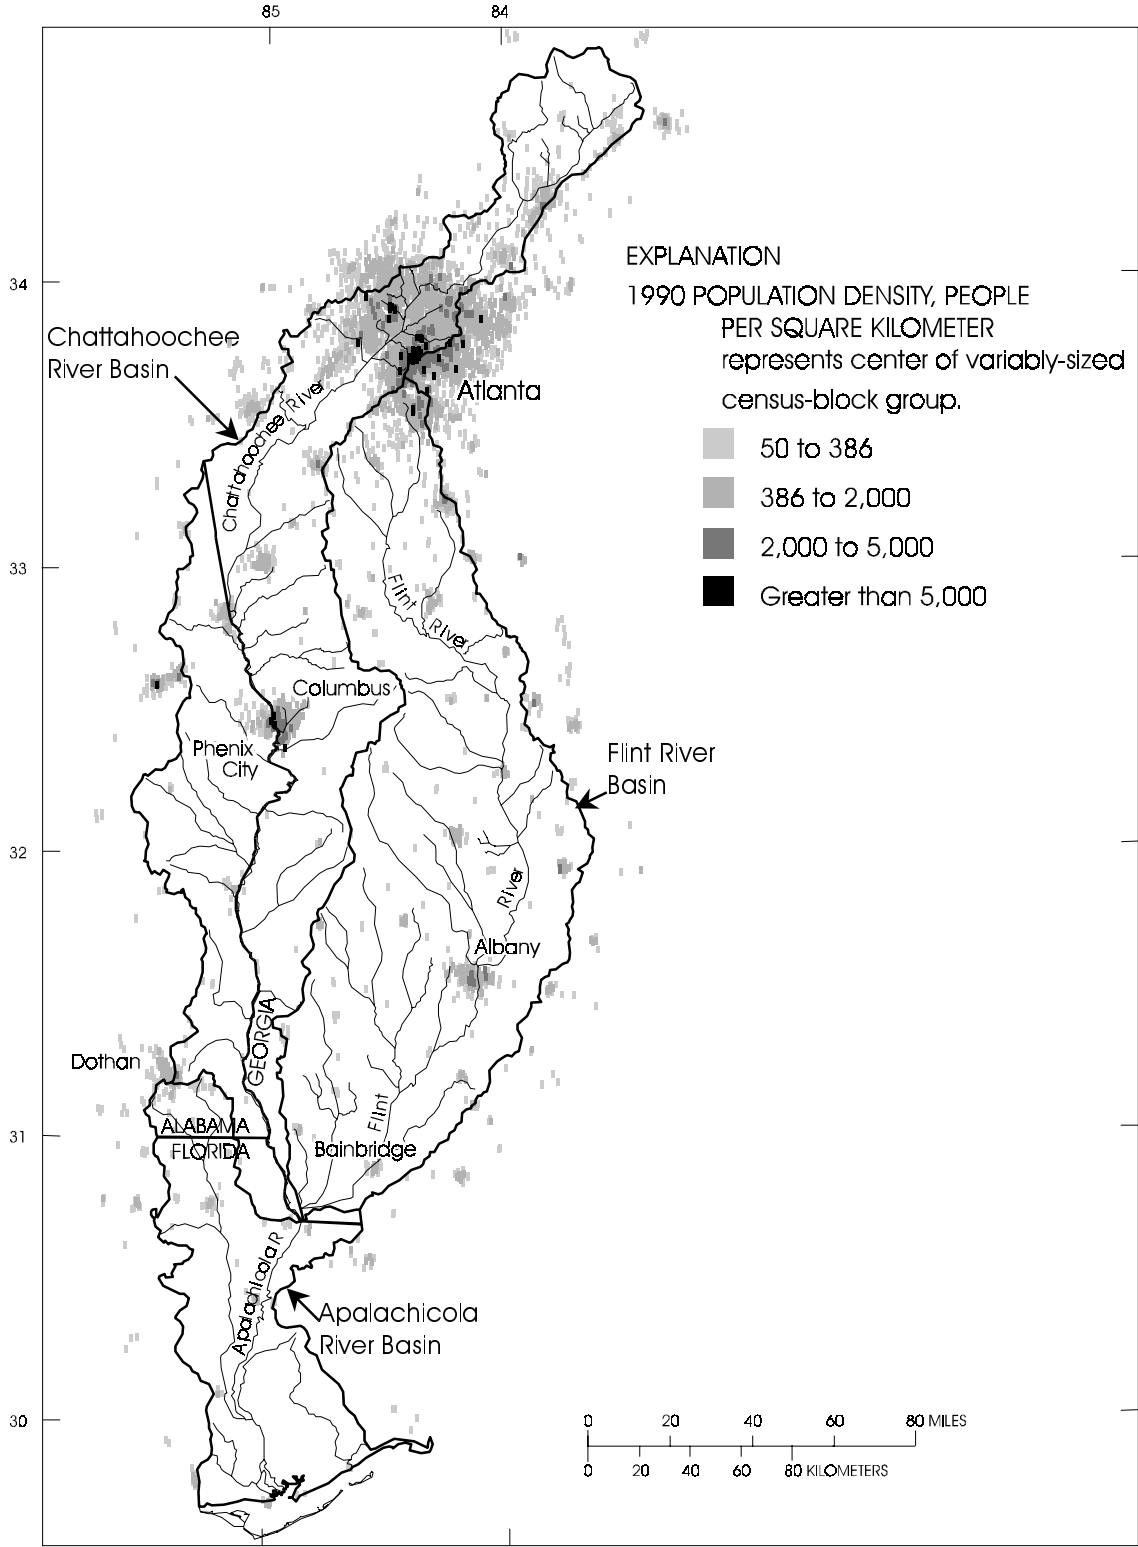 85
84
34
33
32
31
30
EXPLANATION
1990 POPULATION DENSITY, PEOPLE
PER SQUARE KILOMETER
represents center of variably-sized
census-block group.
50 to 386
386 to 2,000
2,000 to 5,000
Greater than 5,000
Chattahoochee
River Basin
Atlanta
Chattahoochee River
Flint
River
Columbus
Phenix
City
Flint River
Basin
River
Albany
GEORGIA
Dothan
Flint
ALABAMA
FLORIDA
Bainbridge
Apalachicola R
Apalachicola
River Basin
0 20 40 60 80 MILES
0 20 40 60 80 KILOMETERS
85
84